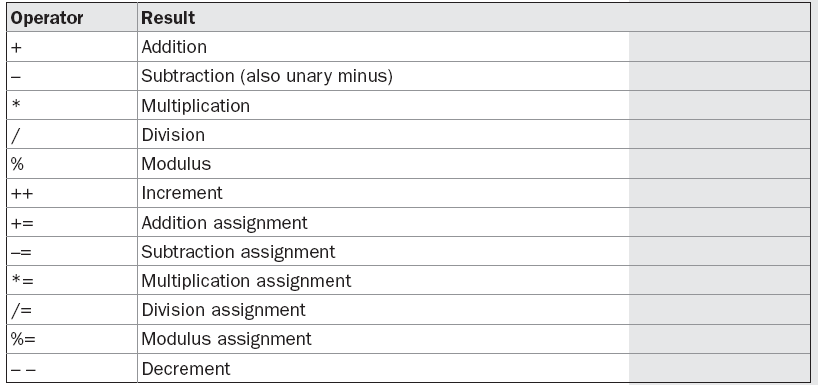 Operator Result
+ Addition
– Subtraction (also unary minus)
* Multiplication
/ Division
% Modulus
++ Increment
+= Addition assignment
–= Subtraction assignment
*= Multiplication assignment
/= Division assignment
%= Modulus assignment
– – Decrement